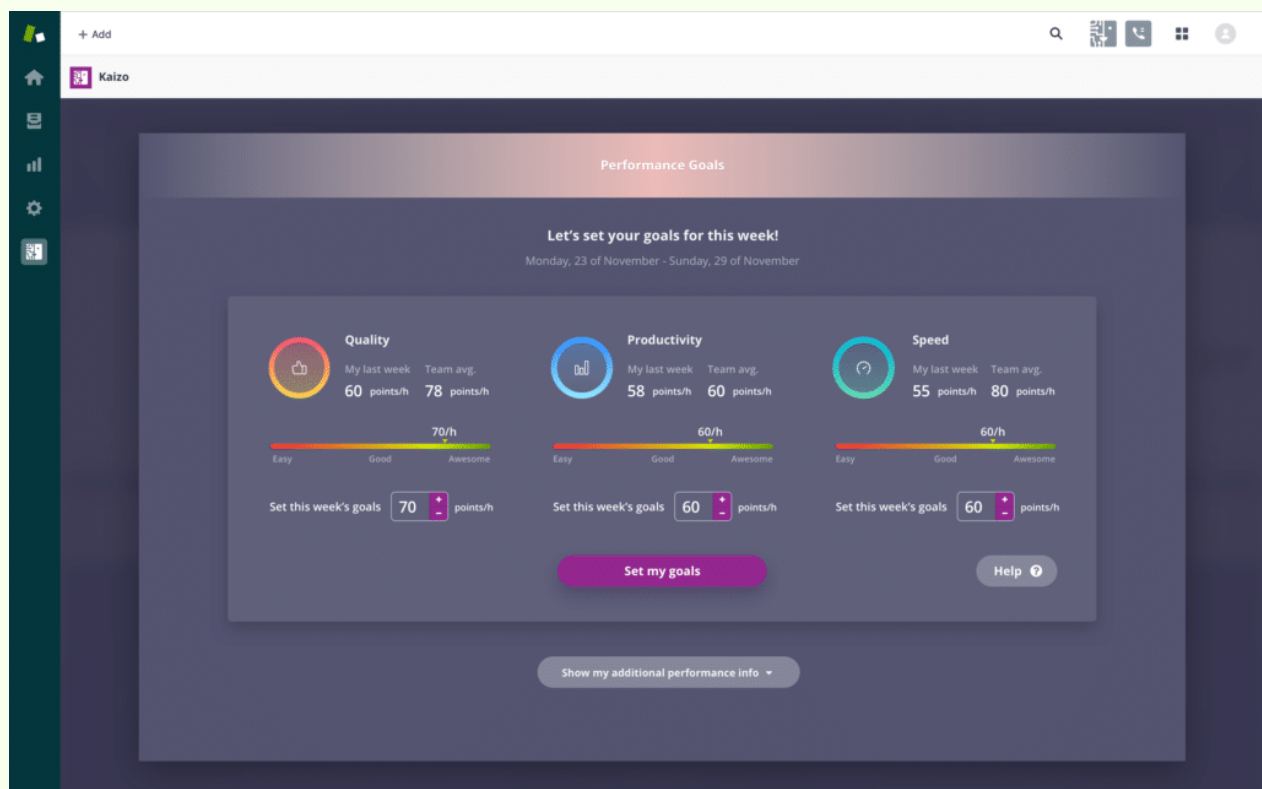 + Add
Kaizo
Performance Goals
Let's set your goals for this week!
Monday, 23 of November - Sunday, 29 of November
Quality
My last week Team avg.
60 points/h 78 points/h
70/h
Easy Good Awesome
Set this week's goals 70 + - points/h
Productivity
My last week Team avg.
58 points/h 60 points/h
60/h
Easy Good Awesome
Set this week's goals 60 + - points/h
Speed
My last week Team avg.
55 points/h 80 points/h
60/h
Easy Good Awesome
Set this week's goals 60 + - points/h
Set my goals
Help ?
Show my additional performance info